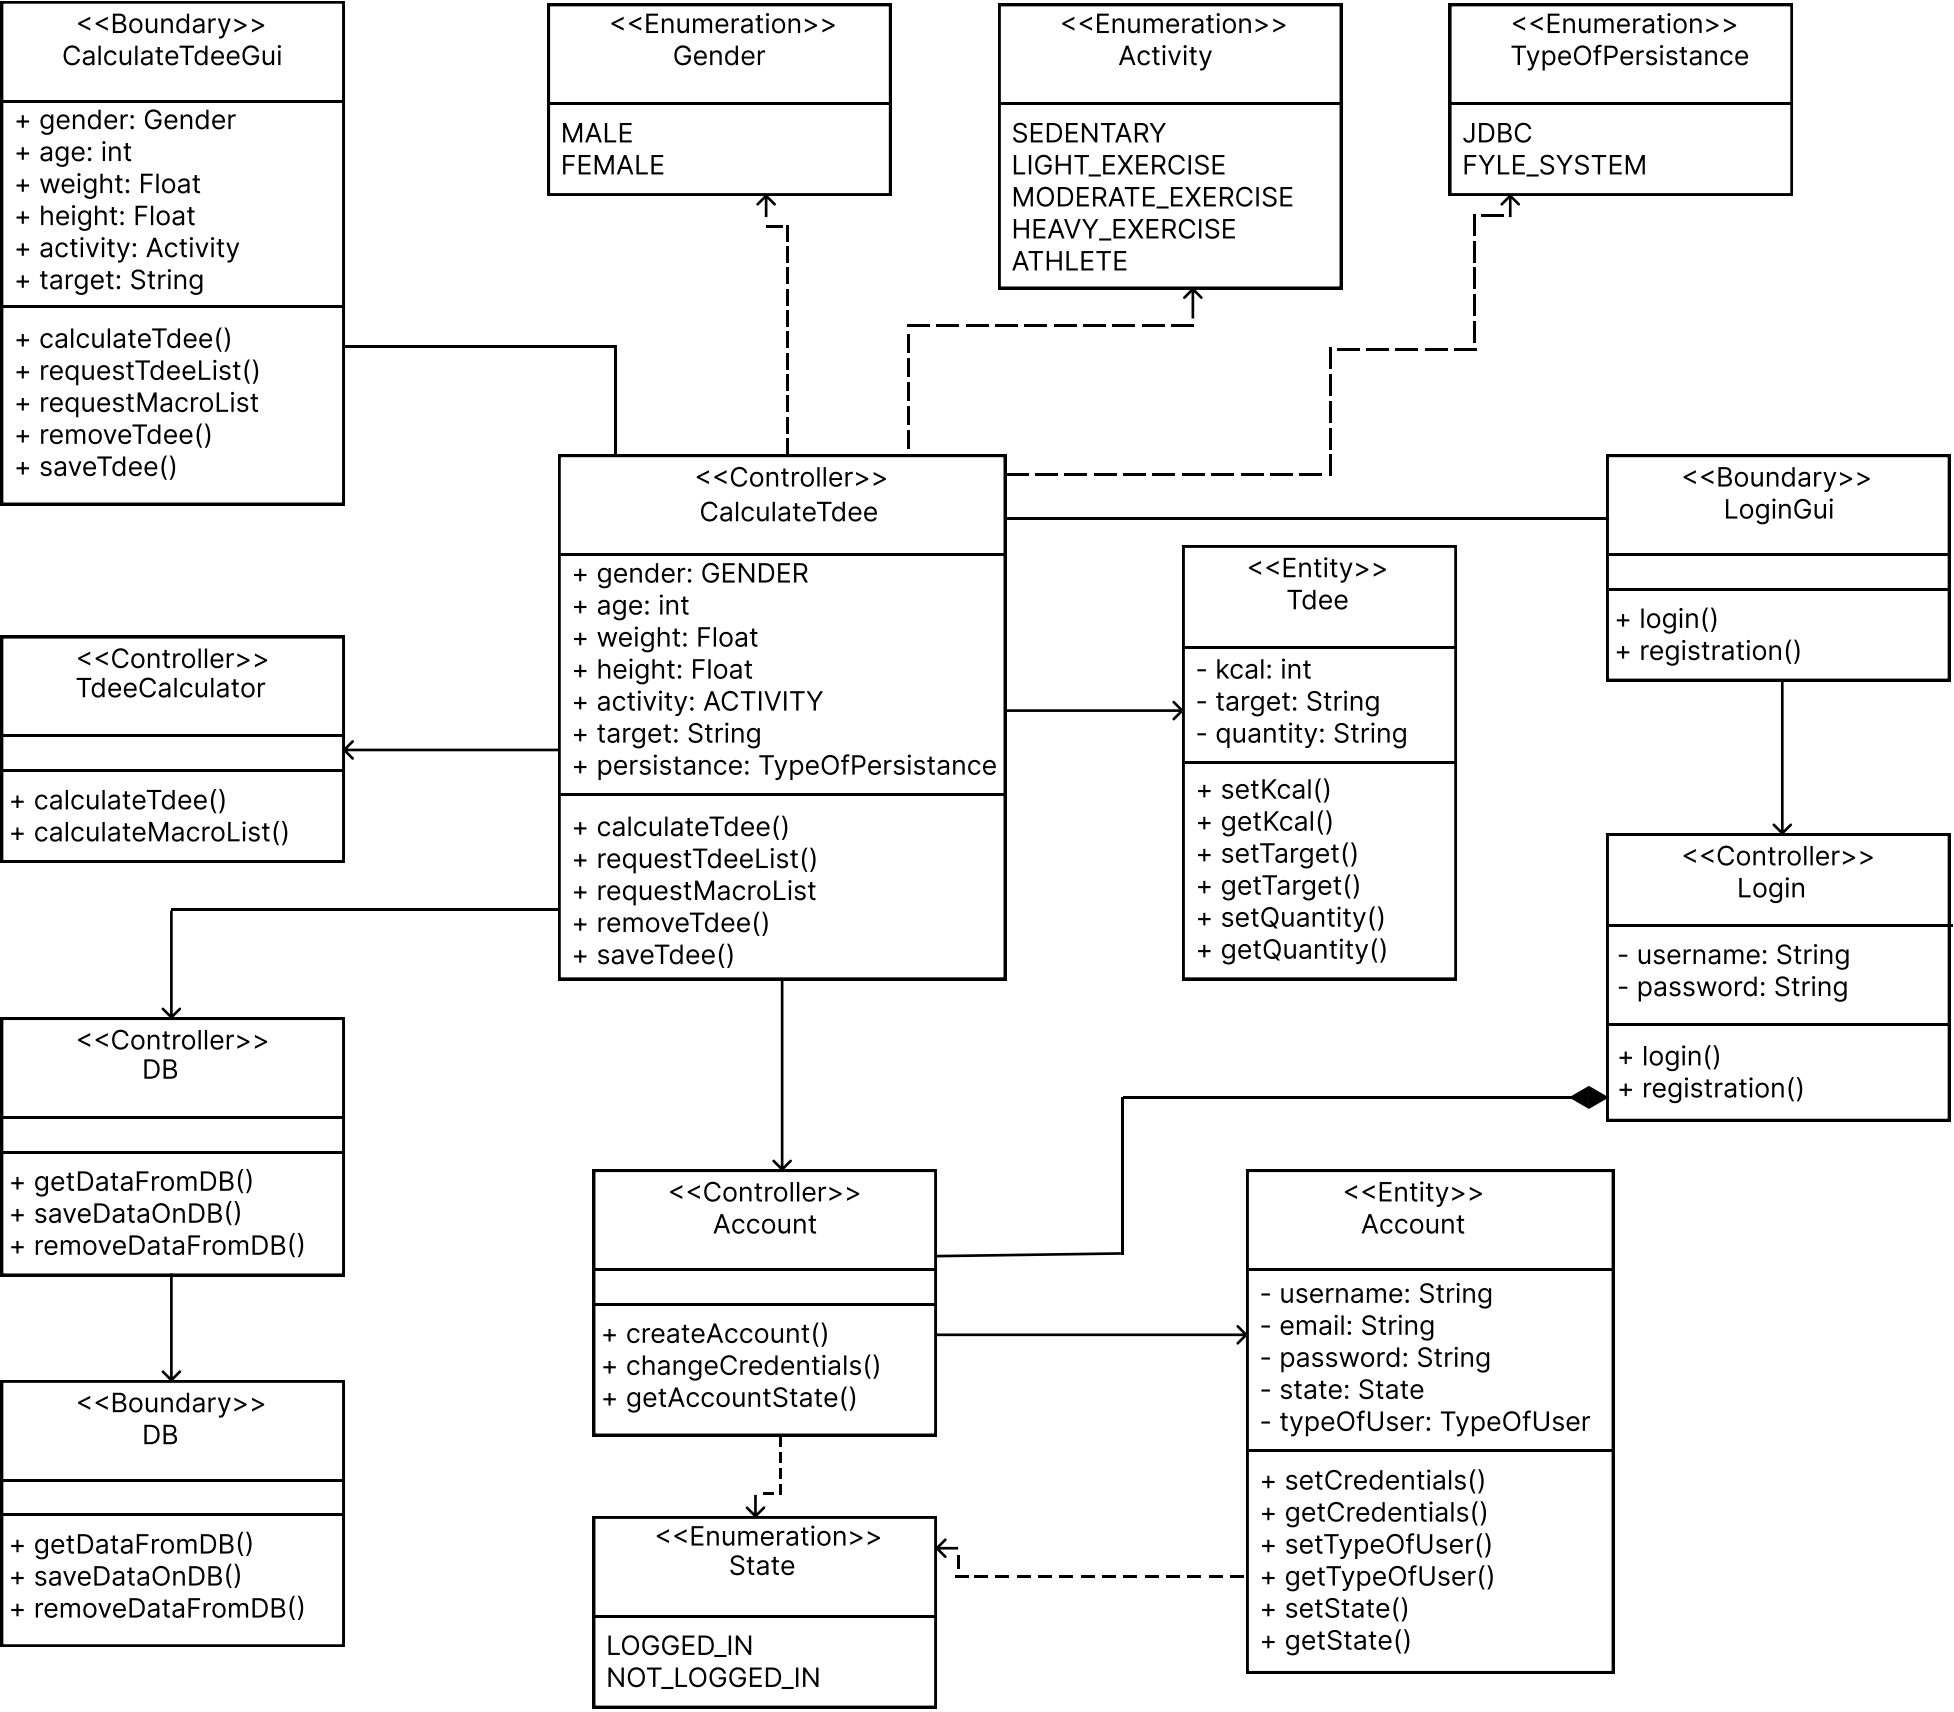 <<Boundary>>
CalculateTdeeGui
+ gender: Gender
+ age: int
+ weight: Float
+ height: Float
+ activity: Activity
+ target: String
+ calculateTdee()
+ requestTdeeList()
+ requestMacroList
+ removeTdee()
+ saveTdee()
<<Enumeration>>
Gender
MALE
FEMALE
<<Enumeration>>
Activity
SEDENTARY
LIGHT_EXERCISE
MODERATE_EXERCISE
HEAVY_EXERCISE
ATHLETE
<<Enumeration>>
TypeOfPersistance
JDBC
FYLE_SYSTEM
<<Controller>>
CalculateTdee
+ gender: GENDER
+ age: int
+ weight: Float
+ height: Float
+ activity: ACTIVITY
+ target: String
+ persistance: TypeOfPersistance
+ calculateTdee()
+ requestTdeeList()
+ requestMacroList
+ removeTdee()
+ saveTdee()
<<Entity>>
Tdee
- kcal: int
- target: String
- quantity: String
+ setKcal()
+ getKcal()
+ setTarget()
+ getTarget()
+ setQuantity()
+ getQuantity()
<<Boundary>>
LoginGui
+ login()
+ registration()
<<Controller>>
TdeeCalculator
+ calculateTdee()
+ calculateMacroList()
<<Controller>>
Login
- username: String
- password: String
+ login()
+ registration()
<<Controller>>
DB
+ getDataFromDB()
+ saveDataOnDB()
+ removeDataFromDB()
<<Controller>>
Account
+ createAccount()
+ changeCredentials()
+ getAccountState()
<<Entity>>
Account
- username: String
- email: String
- password: String
- state: State
- typeOfUser: TypeOfUser
+ setCredentials()
+ getCredentials()
+ setTypeOfUser()
+ getTypeOfUser()
+ setState()
+ getState()
<<Boundary>>
DB
+ getDataFromDB()
+ saveDataOnDB()
+ removeDataFromDB()
<<Enumeration>>
State
LOGGED_IN
NOT_LOGGED_IN